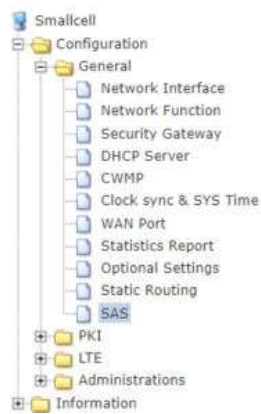 Smallcell
Configuration
General
Network Interface
Network Function
Security Gateway
DHCP Server
CWMP
Clock sync & SYS Time
WAN Port
Statistics Report
Optional Settings
Static Routing
SAS
PKI
LTE
Administrations
Information